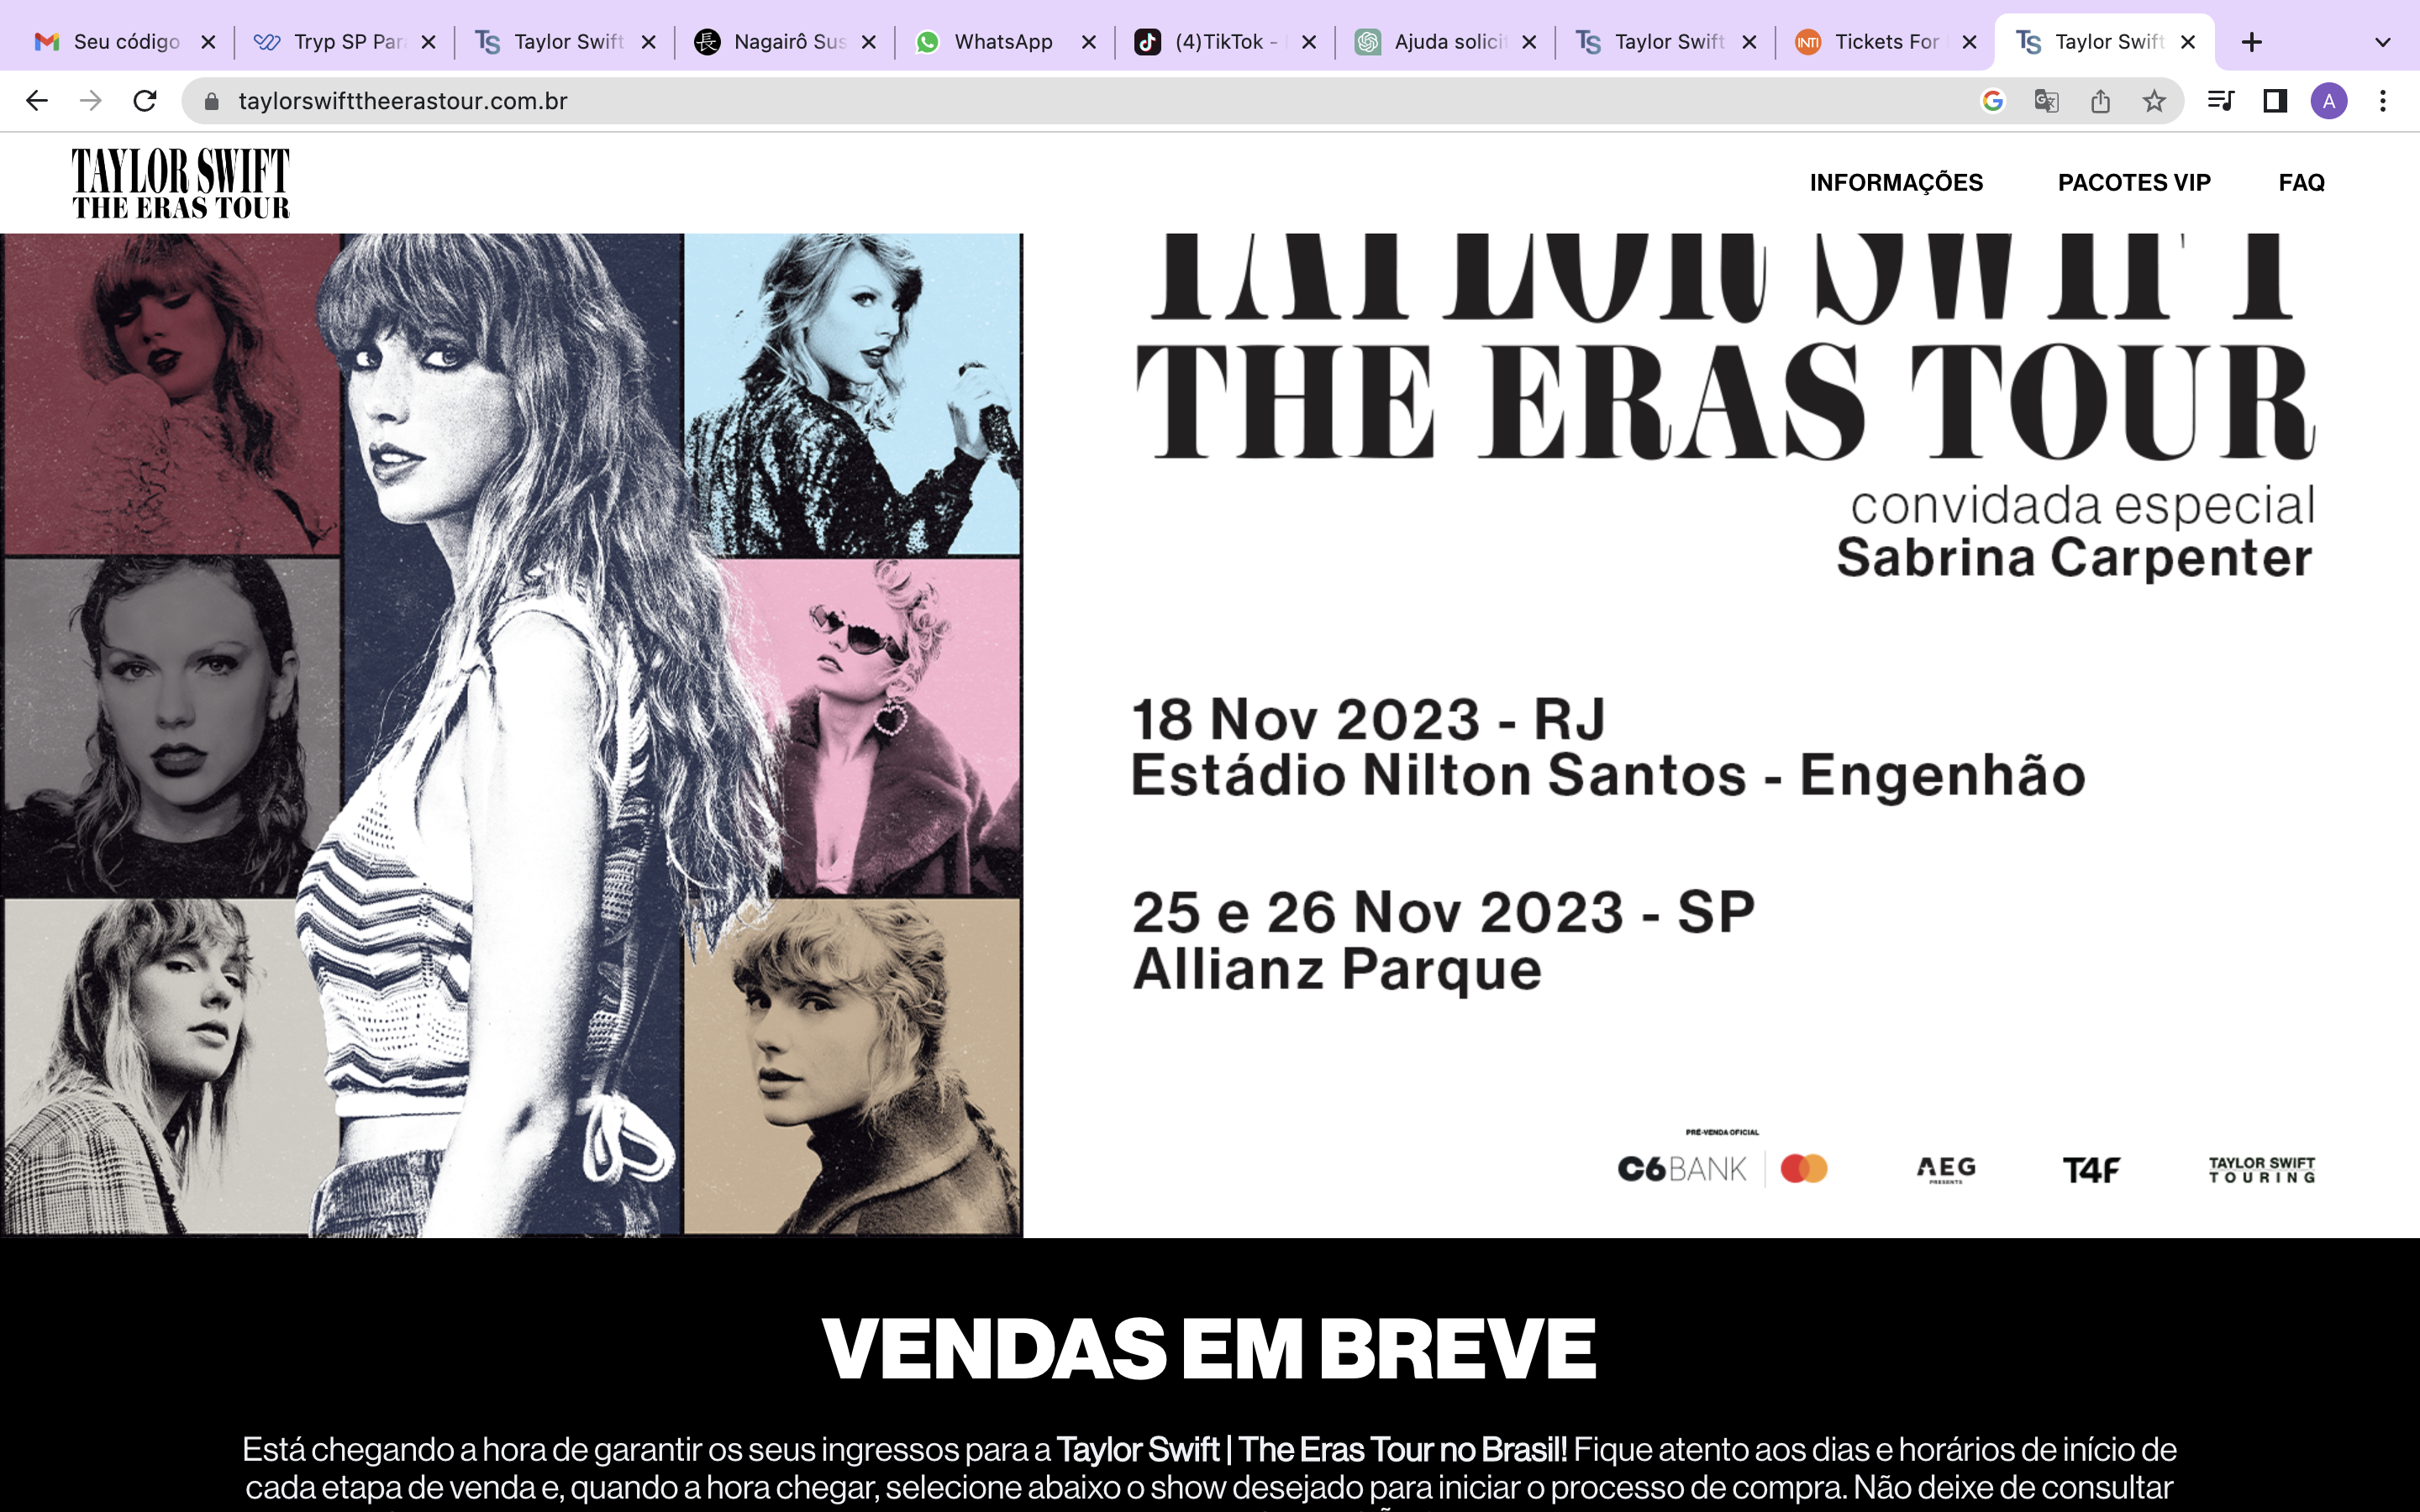 Seu código
Tryp SP Par
Taylor Swift
Nagairô Sus
WhatsApp
(4)TikTok -
Ajuda solicit
Taylor Swift
INTI
Tickets For
Taylor Swift
taylorswifttheerastour.com.br
A
TAYLOR SWIFT
THE ERAS TOUR
INFORMAÇÕES
PACOTES VIP
FAQ
TAYLOR SWIFT
THE ERAS TOUR
convidada especial
Sabrina Carpenter
18 Nov 2023 - RJ
Estádio Nilton Santos - Engenhão
25 e 26 Nov 2023 - SP
Allianz Parque
PRÉ-VENDA OFICIAL
C6 BANK
AEG
PRESENTS
T4F
TAYLOR SWIFT
TOURING
VENDAS EM BREVE
Está chegando a hora de garantir os seus ingressos para a Taylor Swift | The Eras Tour no Brasil! Fique atento aos dias e horários de início de
cada etapa de venda e, quando a hora chegar, selecione abaixo o show desejado para iniciar o processo de compra. Não deixe de consultar